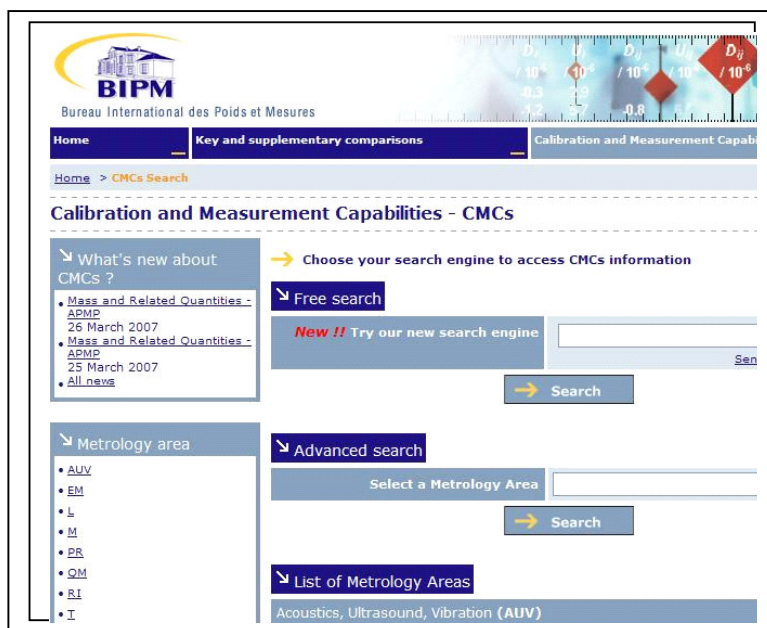 BIPM
Bureau International des Poids et Mesures
Home
Key and supplementary comparisons
Calibration and Measurement
Home > CMCs Search
Calibration and Measurement Capabilities - CMCs
What's new about
CMCs ?
Mass and Related Quantities -
APMP
26 March 2007
Mass and Related Quantities -
APMP
25 March 2007
All news
Choose your search engine to access CMCs information
Free search
New !! Try our new search engine
Search
Metrology area
• AUV
• EM
• L
• M
• PR
• QM
• RI
• T
Advanced search
Select a Metrology Area
Search
List of Metrology Areas
Acoustics, Ultrasound, Vibration (AUV)